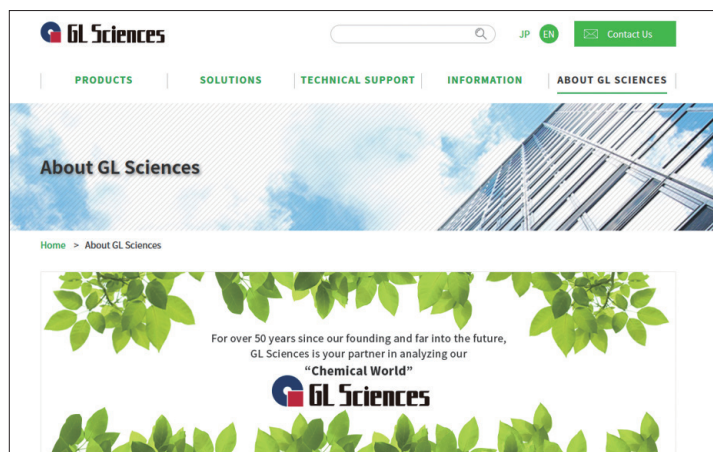 GL Sciences
JP EN Contact Us
PRODUCTS SOLUTIONS TECHNICAL SUPPORT INFORMATION ABOUT GL SCIENCES
About GL Sciences
Home > About GL Sciences
For over 50 years since our founding and far into the future,
GL Sciences is your partner in analyzing our
“Chemical World”
GL Sciences